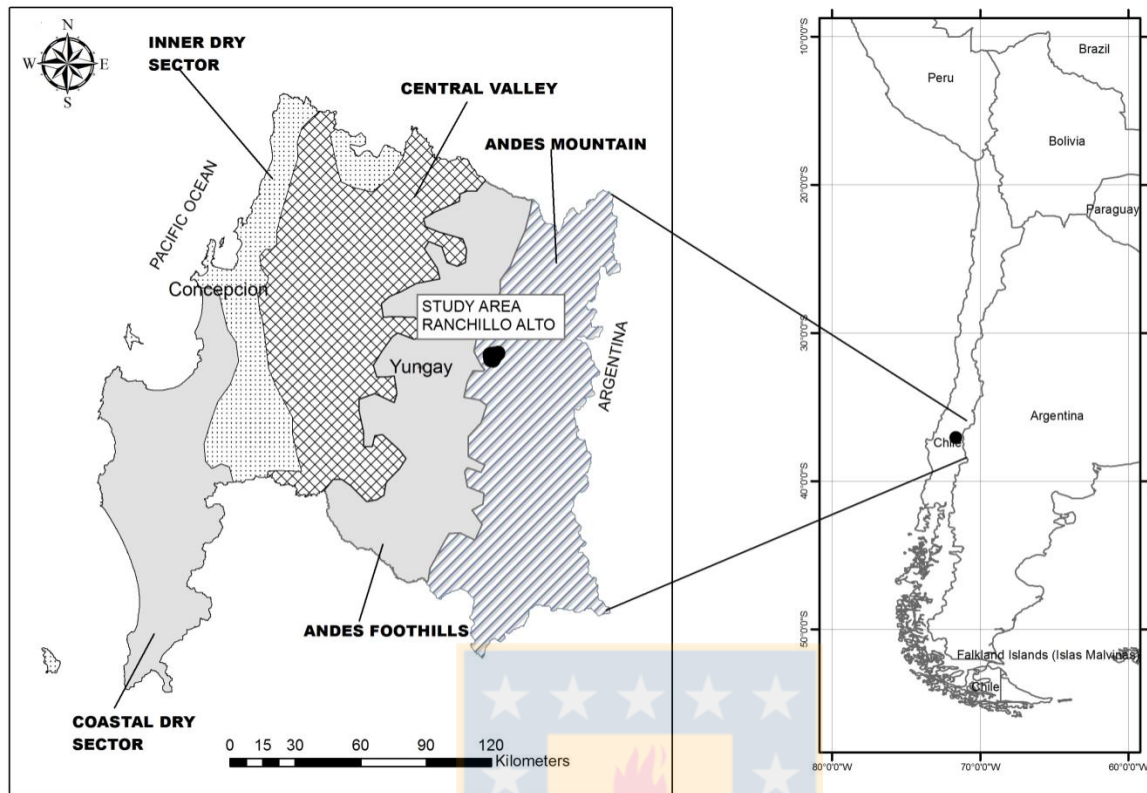 N
W E
S
INNER DRY
SECTOR
CENTRAL VALLEY
ANDES MOUNTAIN
PACIFIC OCEAN
Concepcion
STUDY AREA
RANCHILLO ALTO
Yungay
ARGENTINA
ANDES FOOTHILLS
COASTAL DRY
SECTOR
0 15 30 60 90 120
Kilometers
10°0'0"S
20°0'0"S
30°0'0"S
40°0'0"S
50°0'0"S
Brazil
Peru
Bolivia
Paraguay
Argentina
Chile
Falkland Islands (Islas Malvinas)
Chile
80°0'0"W 70°0'0"W 60°0'0"W